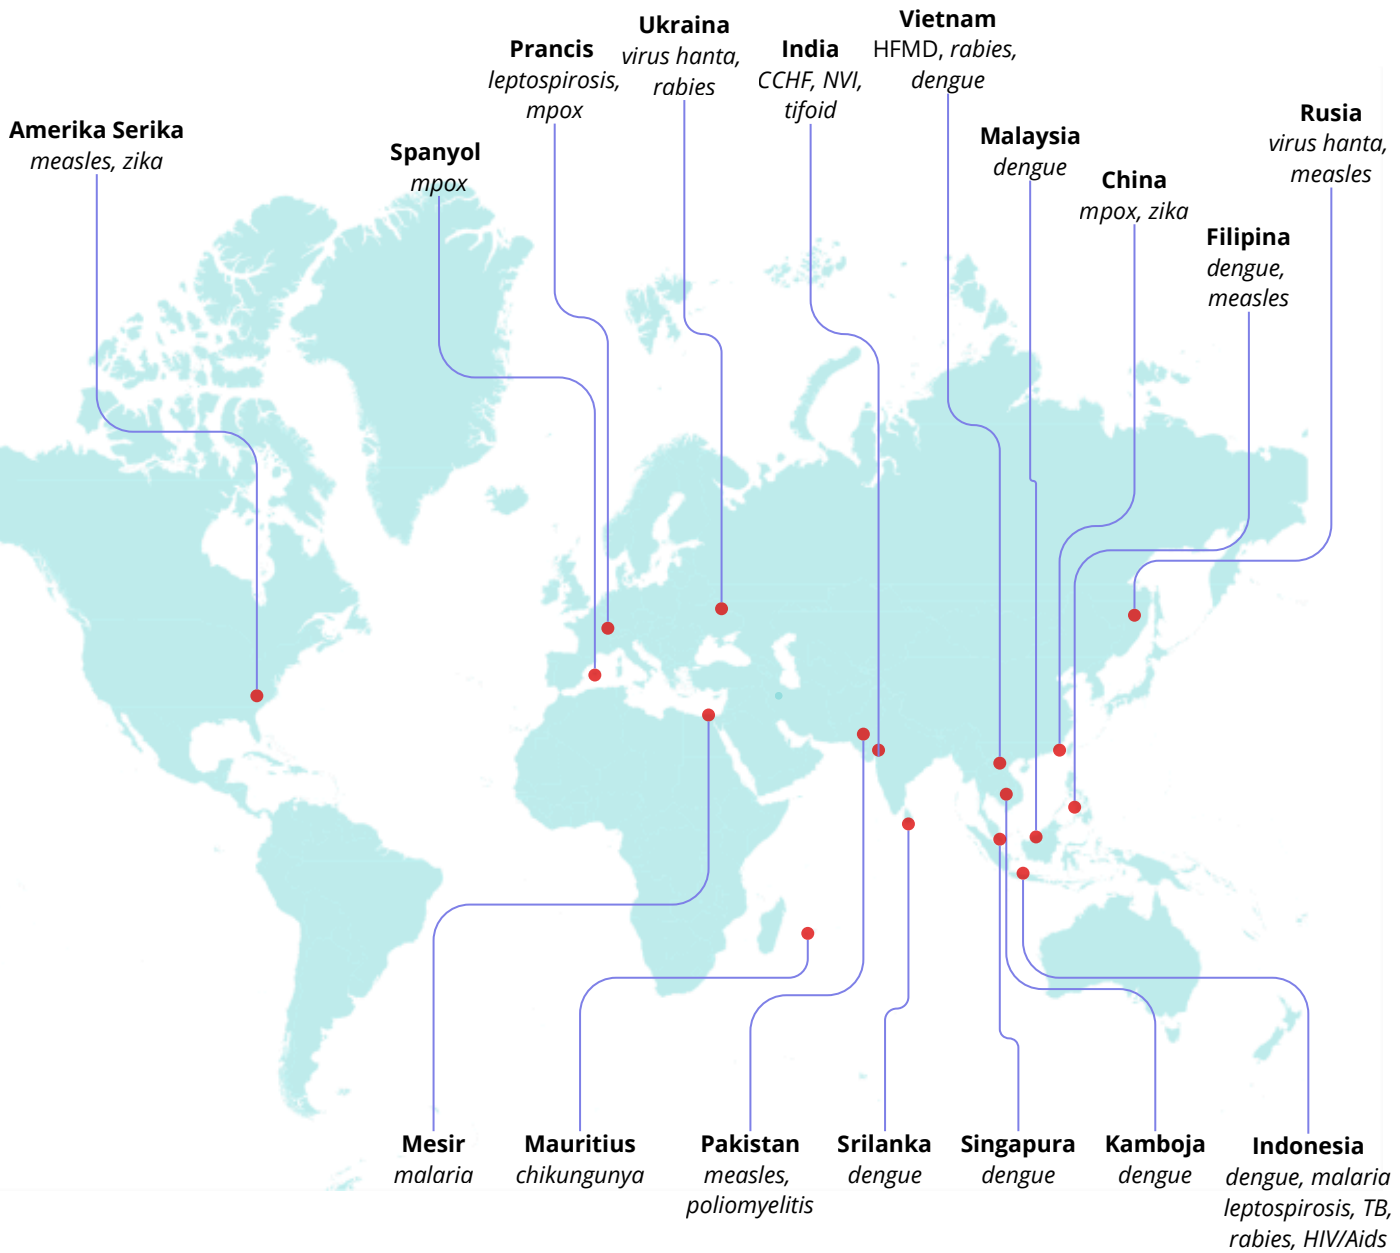 Amerika Serika
measles, zika
Spanyol
mpox
Prancis
leptospirosis,
mpox
Ukraina
virus hanta,
rabies
India
CCHF, NVI,
tifoid
Vietnam
HFMD, rabies,
dengue
Malaysia
dengue
China
mpox, zika
Filipina
dengue,
measles
Rusia
virus hanta,
measles
Mesir
malaria
Mauritius
chikungunya
Pakistan
measles,
poliomyelitis
Srilanka
dengue
Singapura
dengue
Kamboja
dengue
Indonesia
dengue, malaria
leptospirosis, TB,
rabies, HIV/Aids